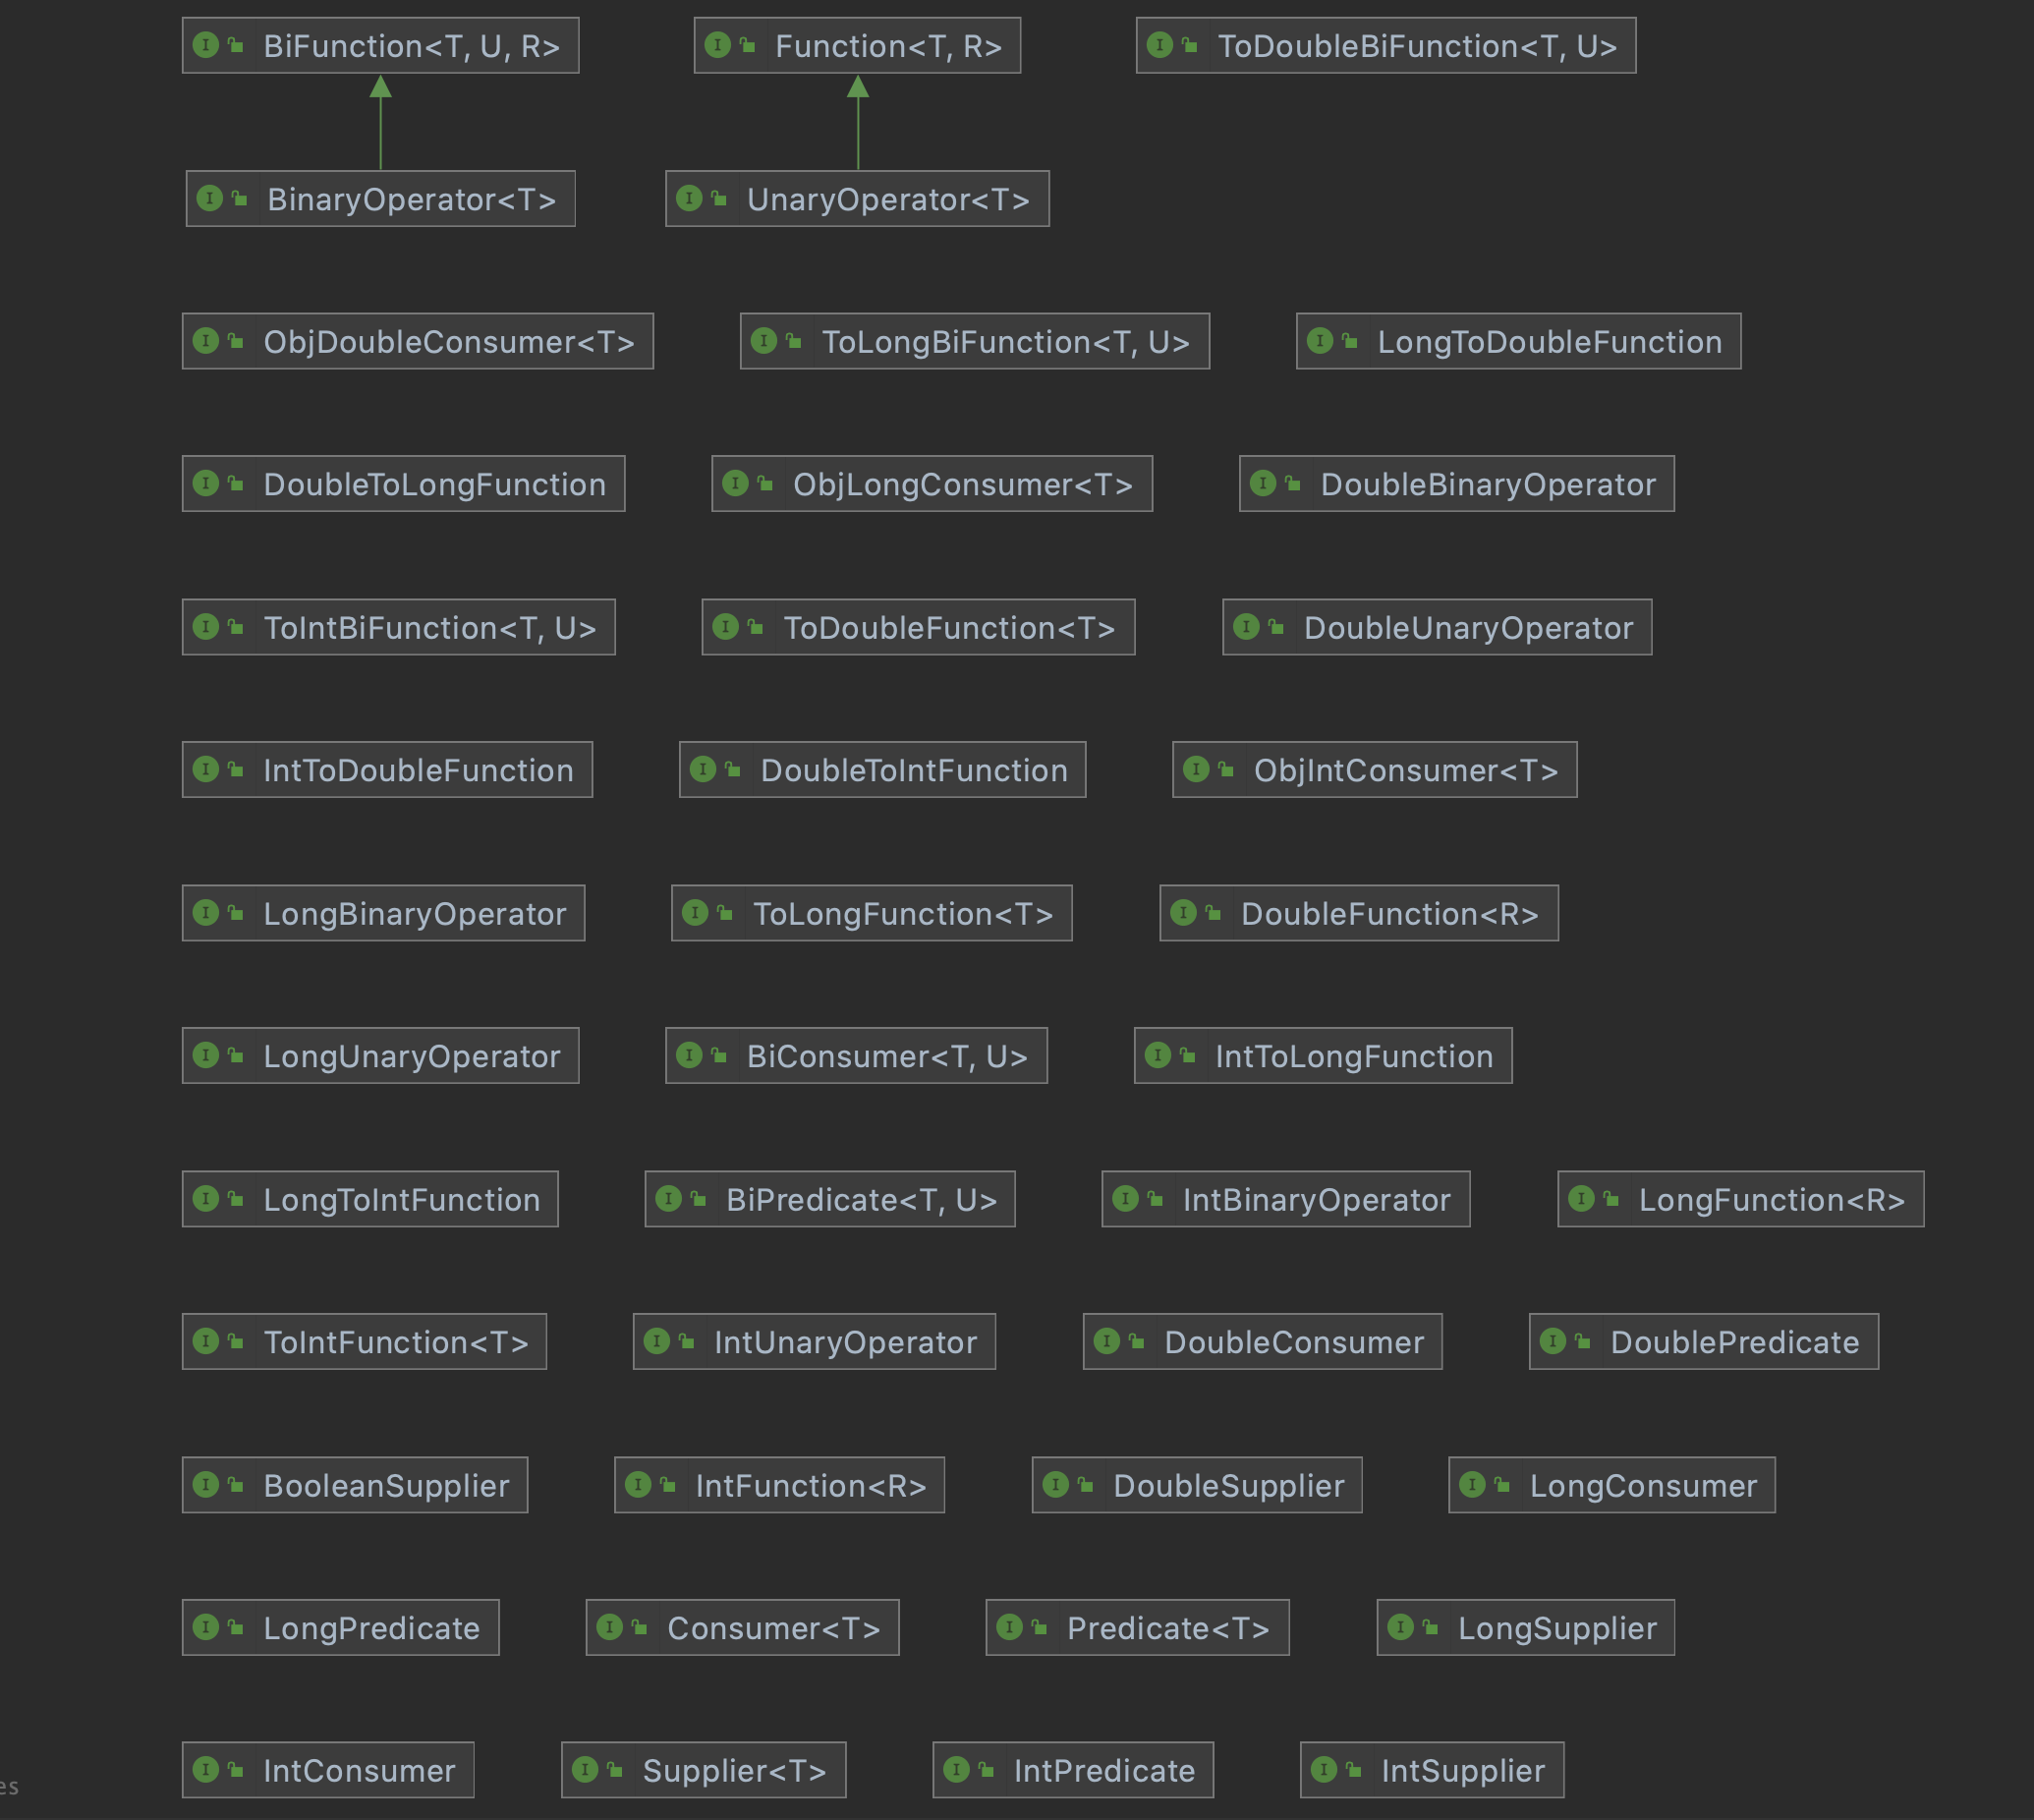 BiFunction<T, U, R> Function<T, R> ToDoubleBiFunction<T, U>
BinaryOperator<T> UnaryOperator<T>
ObjDoubleConsumer<T> ToLongBiFunction<T, U> LongToDoubleFunction
DoubleToLongFunction ObjLongConsumer<T> DoubleBinaryOperator
ToIntBiFunction<T, U> ToDoubleFunction<T> DoubleUnaryOperator
IntToDoubleFunction DoubleToIntFunction ObjIntConsumer<T>
LongBinaryOperator ToLongFunction<T> DoubleFunction<R>
LongUnaryOperator BiConsumer<T, U> IntToLongFunction
LongToIntFunction BiPredicate<T, U> IntBinaryOperator LongFunction<R>
ToIntFunction<T> IntUnaryOperator DoubleConsumer DoublePredicate
BooleanSupplier IntFunction<R> DoubleSupplier LongConsumer
LongPredicate Consumer<T> Predicate<T> LongSupplier
IntConsumer Supplier<T> IntPredicate IntSupplier
es